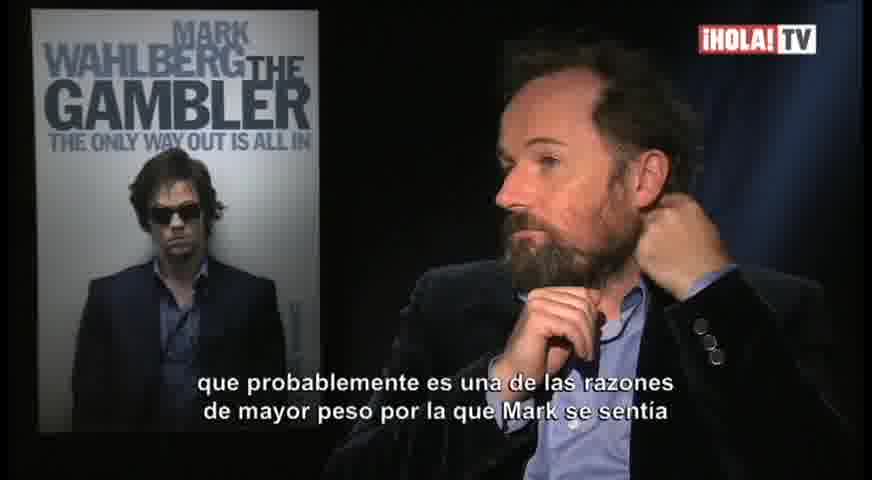 MARK
WAHLBERG THE
GAMBLER
THE ONLY WAY OUT IS ALL IN
¡HOLA! TV
que probablemente es una de las razones
de mayor peso por la que Mark se sentía